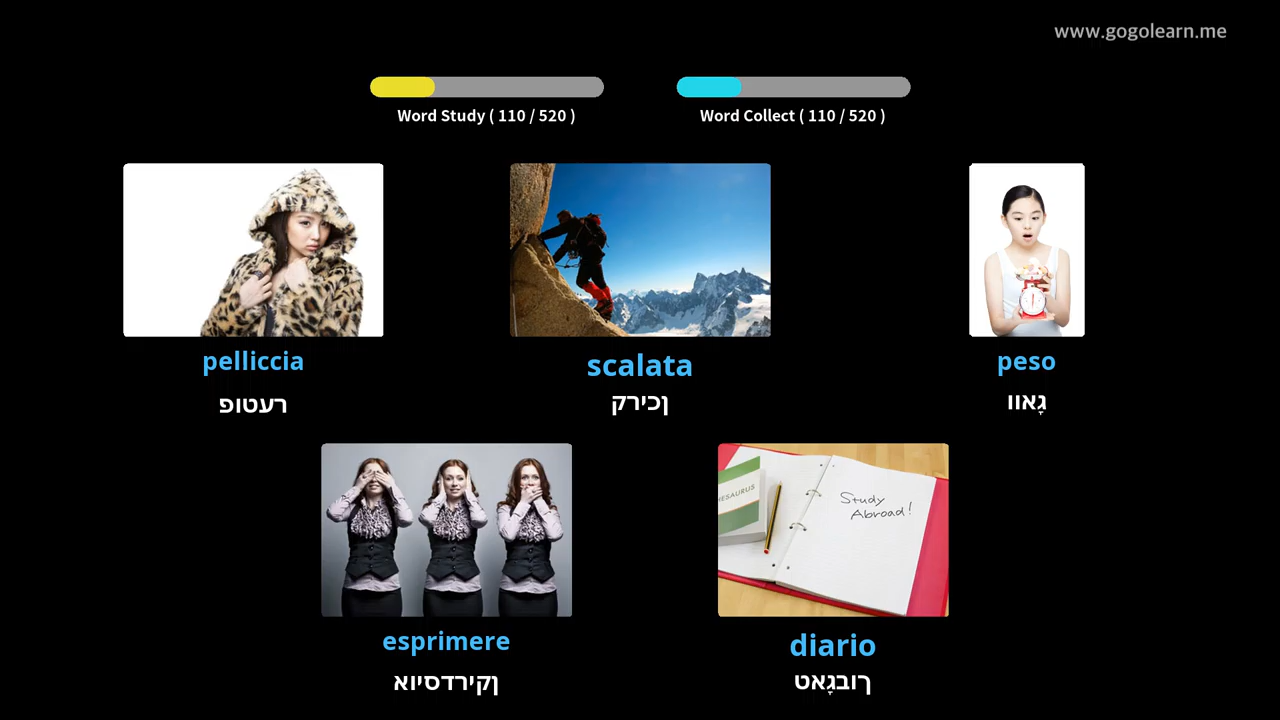 www.gogolearn.me
Word Study ( 110 / 520 )
Word Collect ( 110 / 520 )
pelliccia
רעטופ
scalata
ןכירק
peso
גָאוו
THESAURUS
Study
Abroad!
esprimere
ןקירדסיוא
diario
ךובגָאט